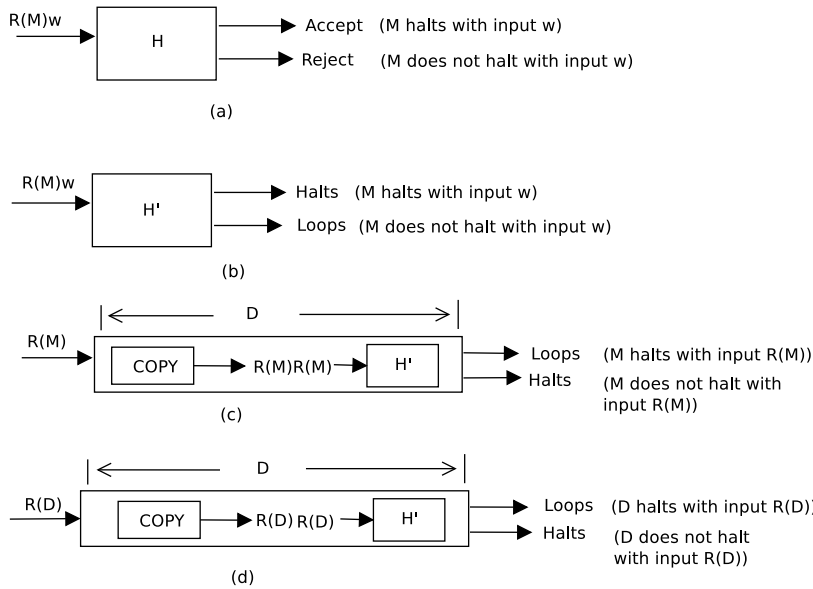 R(M)w
H
Accept (M halts with input w)
Reject (M does not halt with input w)
(a)
R(M)w
H'
Halts (M halts with input w)
Loops (M does not halt with input w)
(b)
D
R(M)
COPY
R(M)R(M)
H'
Loops (M halts with input R(M))
Halts (M does not halt with
input R(M))
(c)
D
R(D)
COPY
R(D) R(D)
H'
Loops (D halts with input R(D))
Halts (D does not halt
with input R(D))
(d)